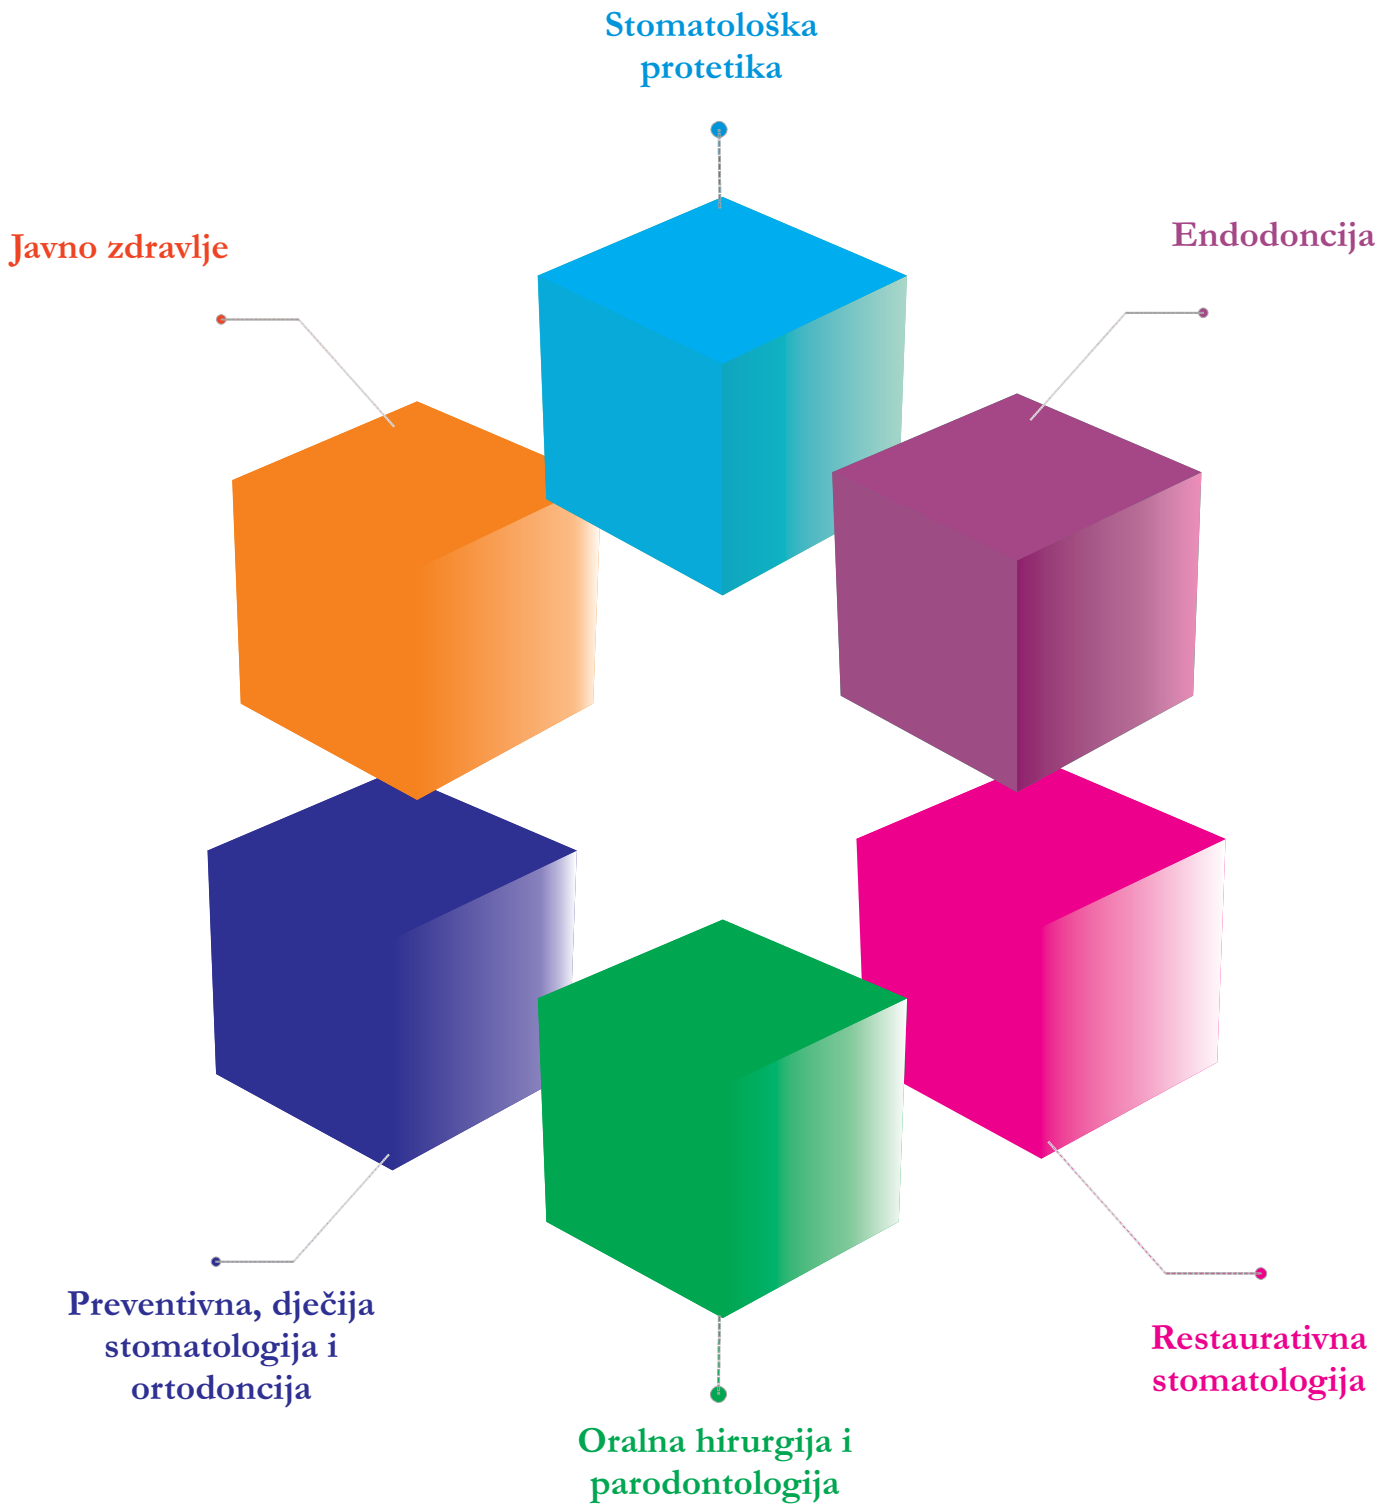 Stomatološka
protetika
Javno zdravlje
Endodoncija
Preventivna, dječija
stomatologija i
ortodoncija
Restaurativna
stomatologija
Oralna hirurgija i
parodontologija